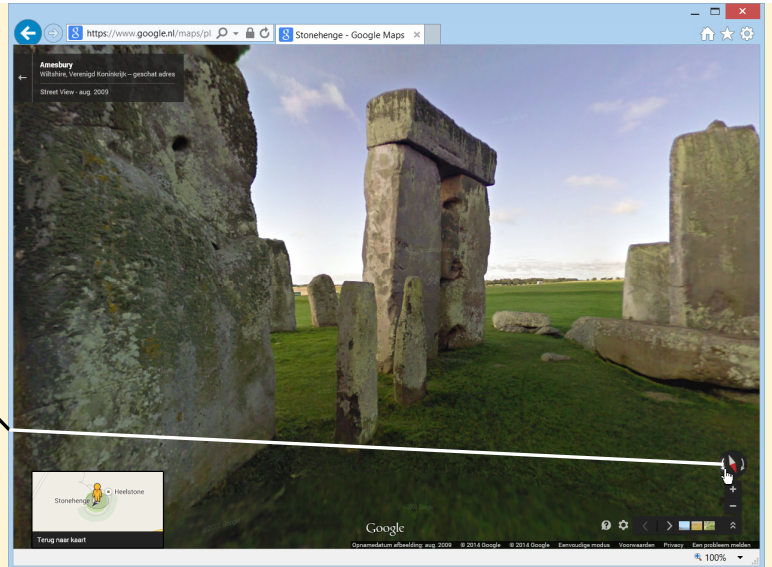 https://www.google.nl/maps/pl
Stonehenge - Google Maps
Amesbury
Wiltshire, Verenigd Koninkrijk – geschat adres
Street View - aug. 2009
Heelstone
Stonehenge
Terug naar kaart
Google
Opnamedatum afbeelding: aug. 2009 © 2014 Google © 2014 Google Eenvoudige modus Voorwaarden Privacy Een probleem melden
100%